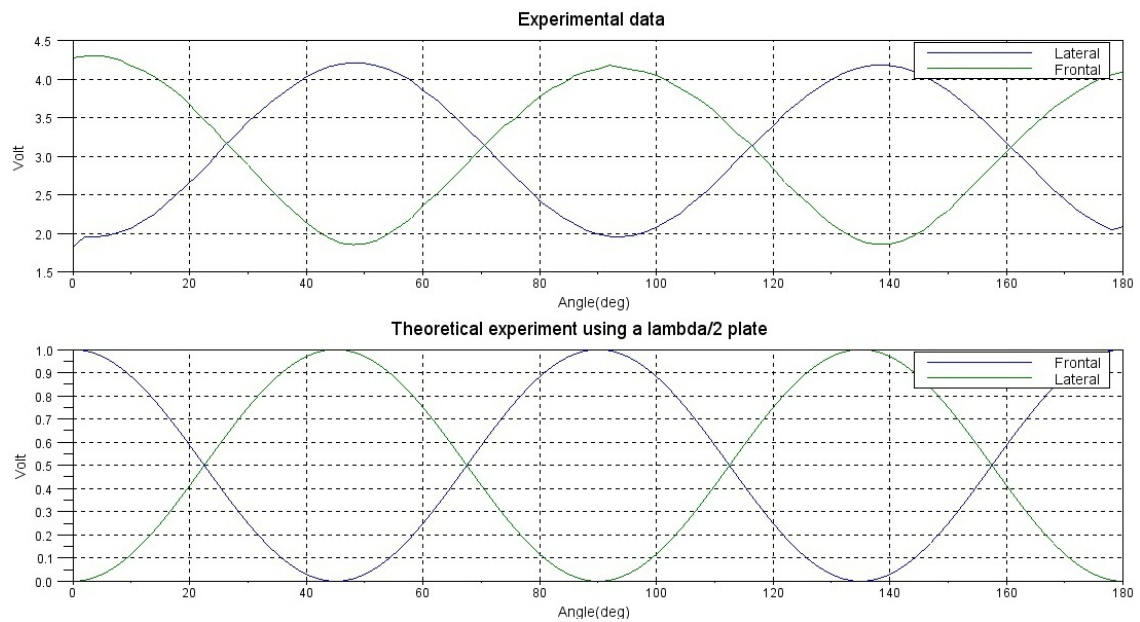 Experimental data
Volt
4.5
4.0
3.5
3.0
2.5
2.0
1.5
Lateral
Frontal
0 20 40 60 80 100 120 140 160 180
Angle(deg)
Theoretical experiment using a lambda/2 plate
Volt
1.0
0.9
0.8
0.7
0.6
0.5
0.4
0.3
0.2
0.1
0.0
Frontal
Lateral
0 20 40 60 80 100 120 140 160 180
Angle(deg)